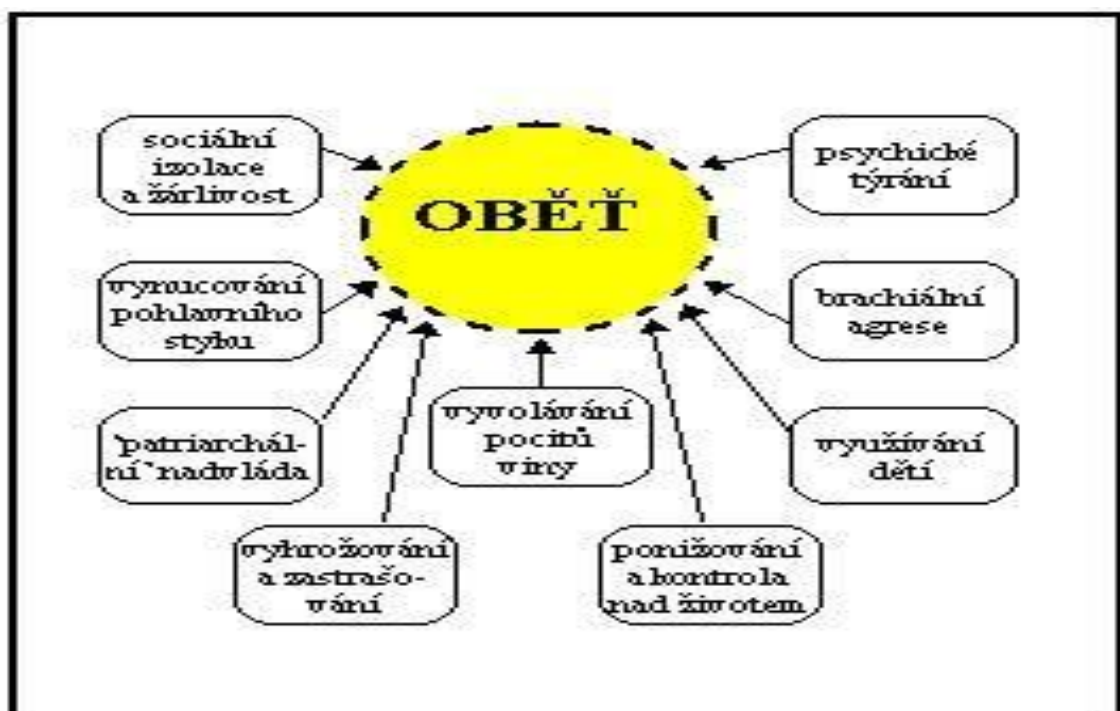 sociální
izolace
a žárlivost
OBĚŤ
psychické
týrání
vynucování
pohlavního
styku
brachiální
agrese
'patriarchál-
ní'nadvláda
vyvolávání
pocitů
viny
využívání
dětí
vyhrožování
a zastrašo-
vání
ponižování
a kontrola
nad životem